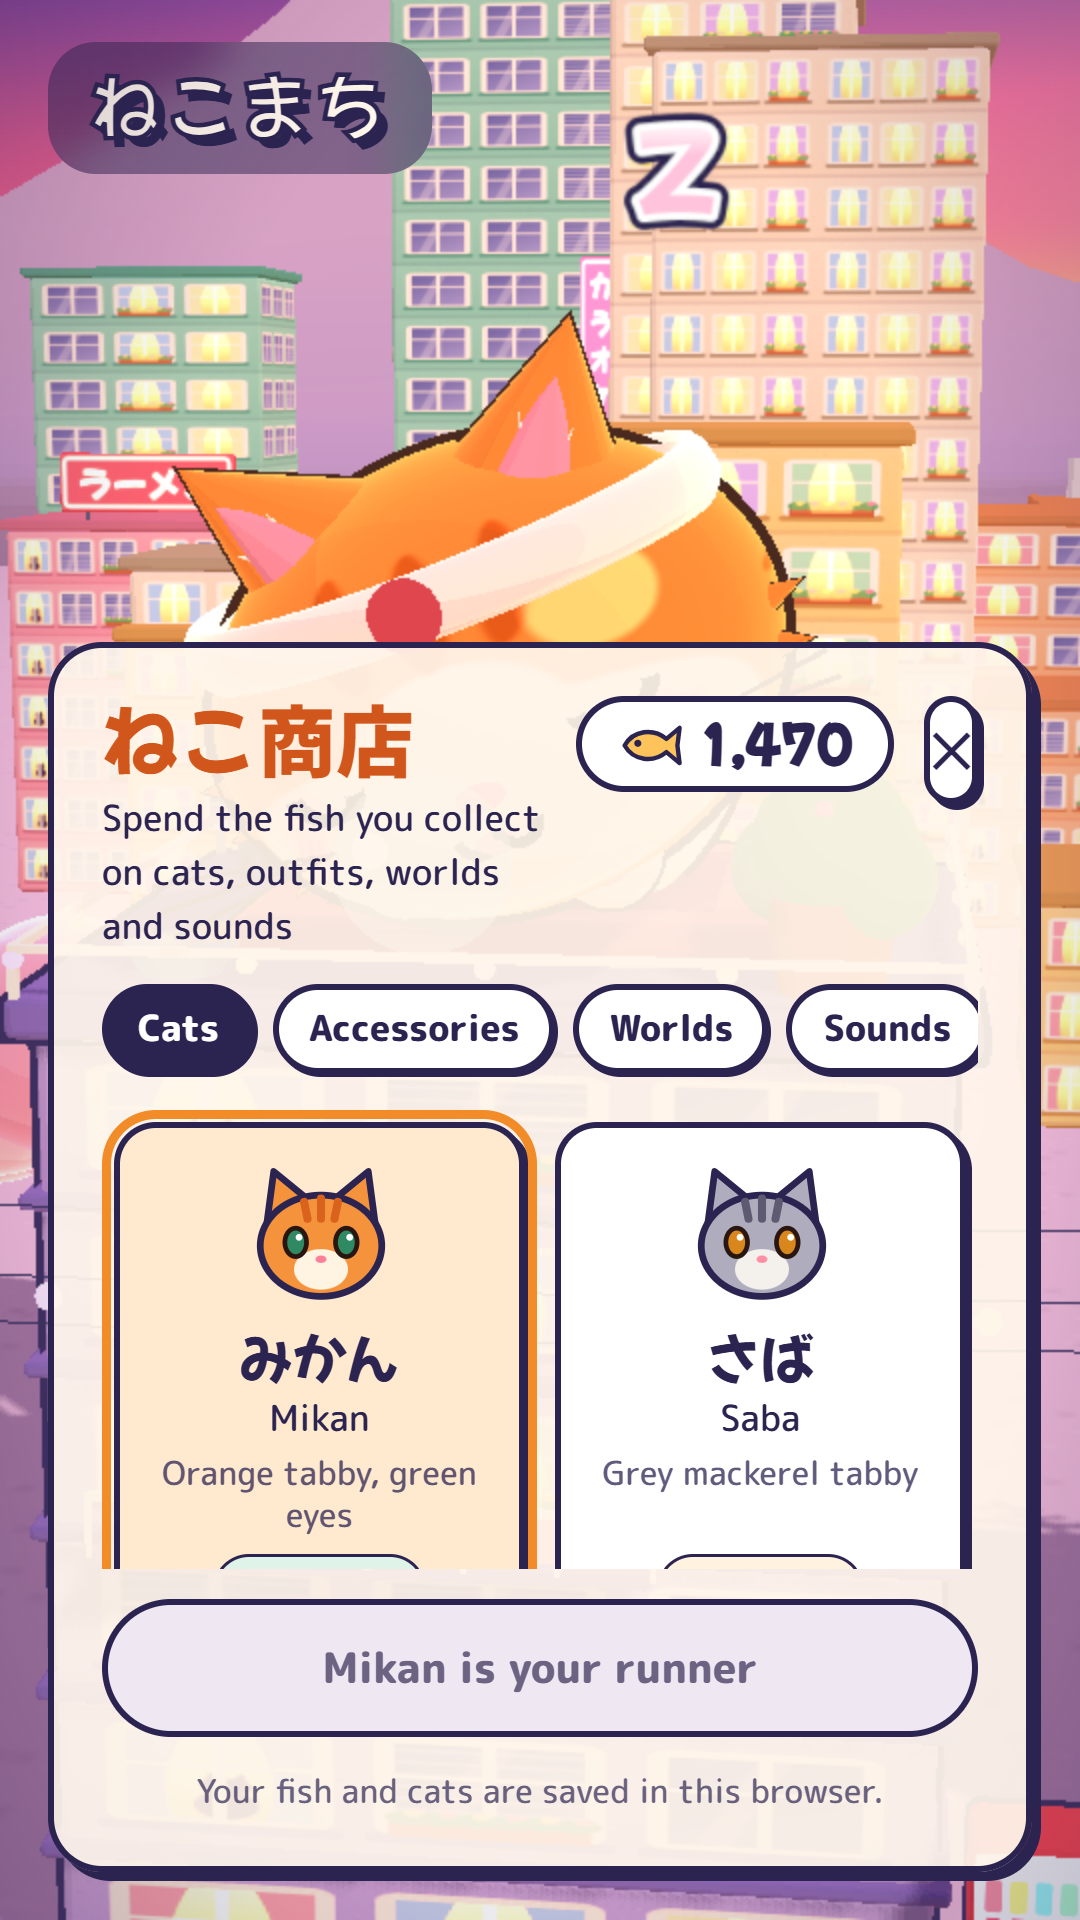 ねこまち
Z
ラーメ
ねこ商店
1,470
Spend the fish you collect
on cats, outfits, worlds
and sounds
Cats
Accessories
Worlds
Sounds
みかん
Mikan
Orange tabby, green
eyes
さば
Saba
Grey mackerel tabby
Mikan is your runner
Your fish and cats are saved in this browser.